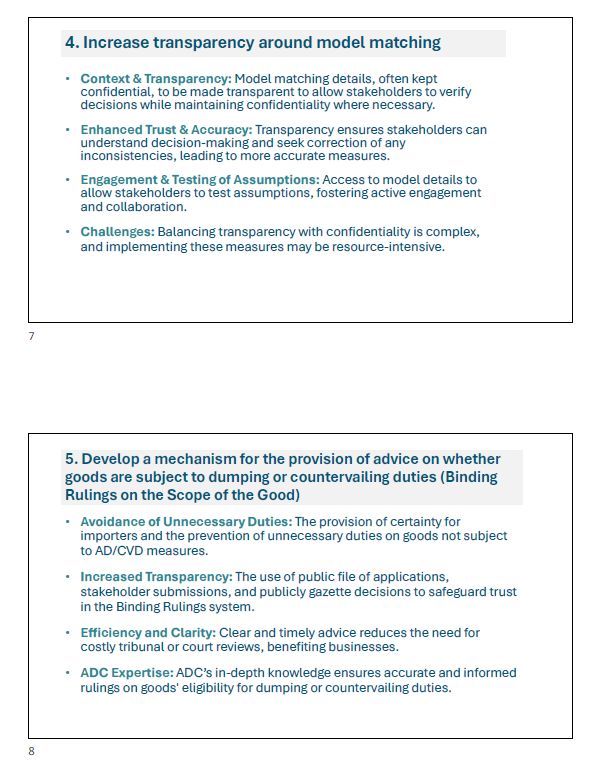 4. Increase transparency around model matching
• Context & Transparency: Model matching details, often kept
confidential, to be made transparent to allow stakeholders to verify
decisions while maintaining confidentiality where necessary.
• Enhanced Trust & Accuracy: Transparency ensures stakeholders can
understand decision-making and seek correction of any
inconsistencies, leading to more accurate measures.
• Engagement & Testing of Assumptions: Access to model details to
allow stakeholders to test assumptions, fostering active engagement
and collaboration.
• Challenges: Balancing transparency with confidentiality is complex,
and implementing these measures may be resource-intensive.
7
5. Develop a mechanism for the provision of advice on whether
goods are subject to dumping or countervailing duties (Binding
Rulings on the Scope of the Good)
• Avoidance of Unnecessary Duties: The provision of certainty for
importers and the prevention of unnecessary duties on goods not subject
to AD/CVD measures.
• Increased Transparency: The use of public file of applications,
stakeholder submissions, and publicly gazette decisions to safeguard trust
in the Binding Rulings system.
• Efficiency and Clarity: Clear and timely advice reduces the need for
costly tribunal or court reviews, benefiting businesses.
• ADC Expertise: ADC’s in-depth knowledge ensures accurate and informed
rulings on goods' eligibility for dumping or countervailing duties.
8